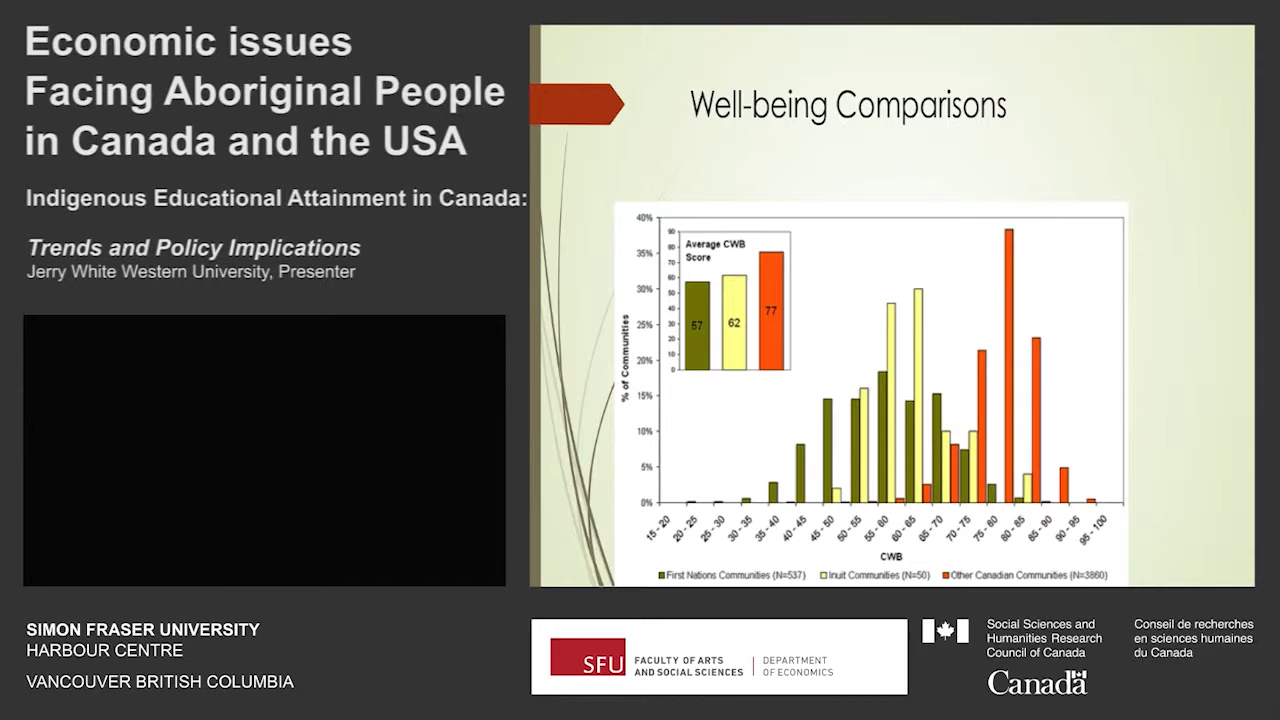 Economic issues
Facing Aboriginal People
in Canada and the USA
Indigenous Educational Attainment in Canada:
Trends and Policy Implications
Jerry White Western University, Presenter
Well-being Comparisons
40%
35%
30%
25%
20%
15%
10%
5%
0%
% of Communities
90
80
70
60
50
40
30
20
10
0
Average CWB
Score
57
62
77
15 - 20
20 - 25
25 - 30
30 - 35
35 - 40
40 - 45
45 - 50
50 - 55
55 - 60
60 - 65
65 - 70
70 - 75
75 - 80
80 - 85
85 - 90
90 - 95
95 - 100
CWB
First Nations Communities (N=537)
Inuit Communities (N=50)
Other Canadian Communities (N=3860)
SIMON FRASER UNIVERSITY
HARBOUR CENTRE
VANCOUVER BRITISH COLUMBIA
SFU
FACULTY OF ARTS
AND SOCIAL SCIENCES
DEPARTMENT
OF ECONOMICS
Social Sciences and
Humanities Research
Council of Canada
Conseil de recherches
en sciences humaines
du Canada
Canada